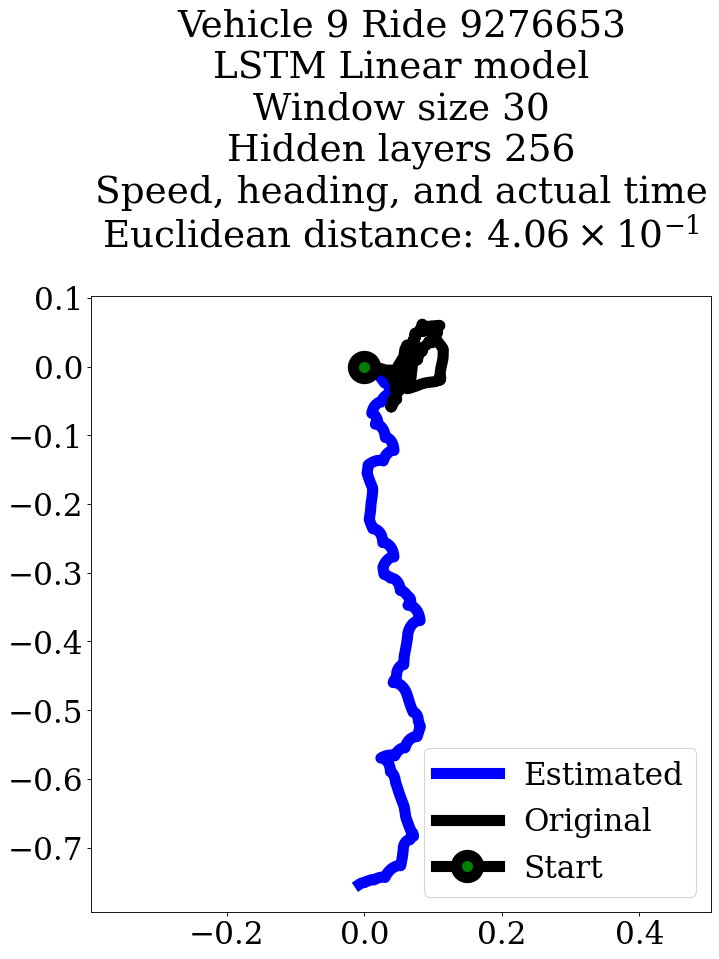 Vehicle 9 Ride 9276653
LSTM Linear model
Window size 30
Hidden layers 256
Speed, heading, and actual time
Euclidean distance: 4.06 × 10⁻¹
0.1
0.0
−0.1
−0.2
−0.3
−0.4
−0.5
−0.6
−0.7
Estimated
Original
Start
−0.2 0.0 0.2 0.4